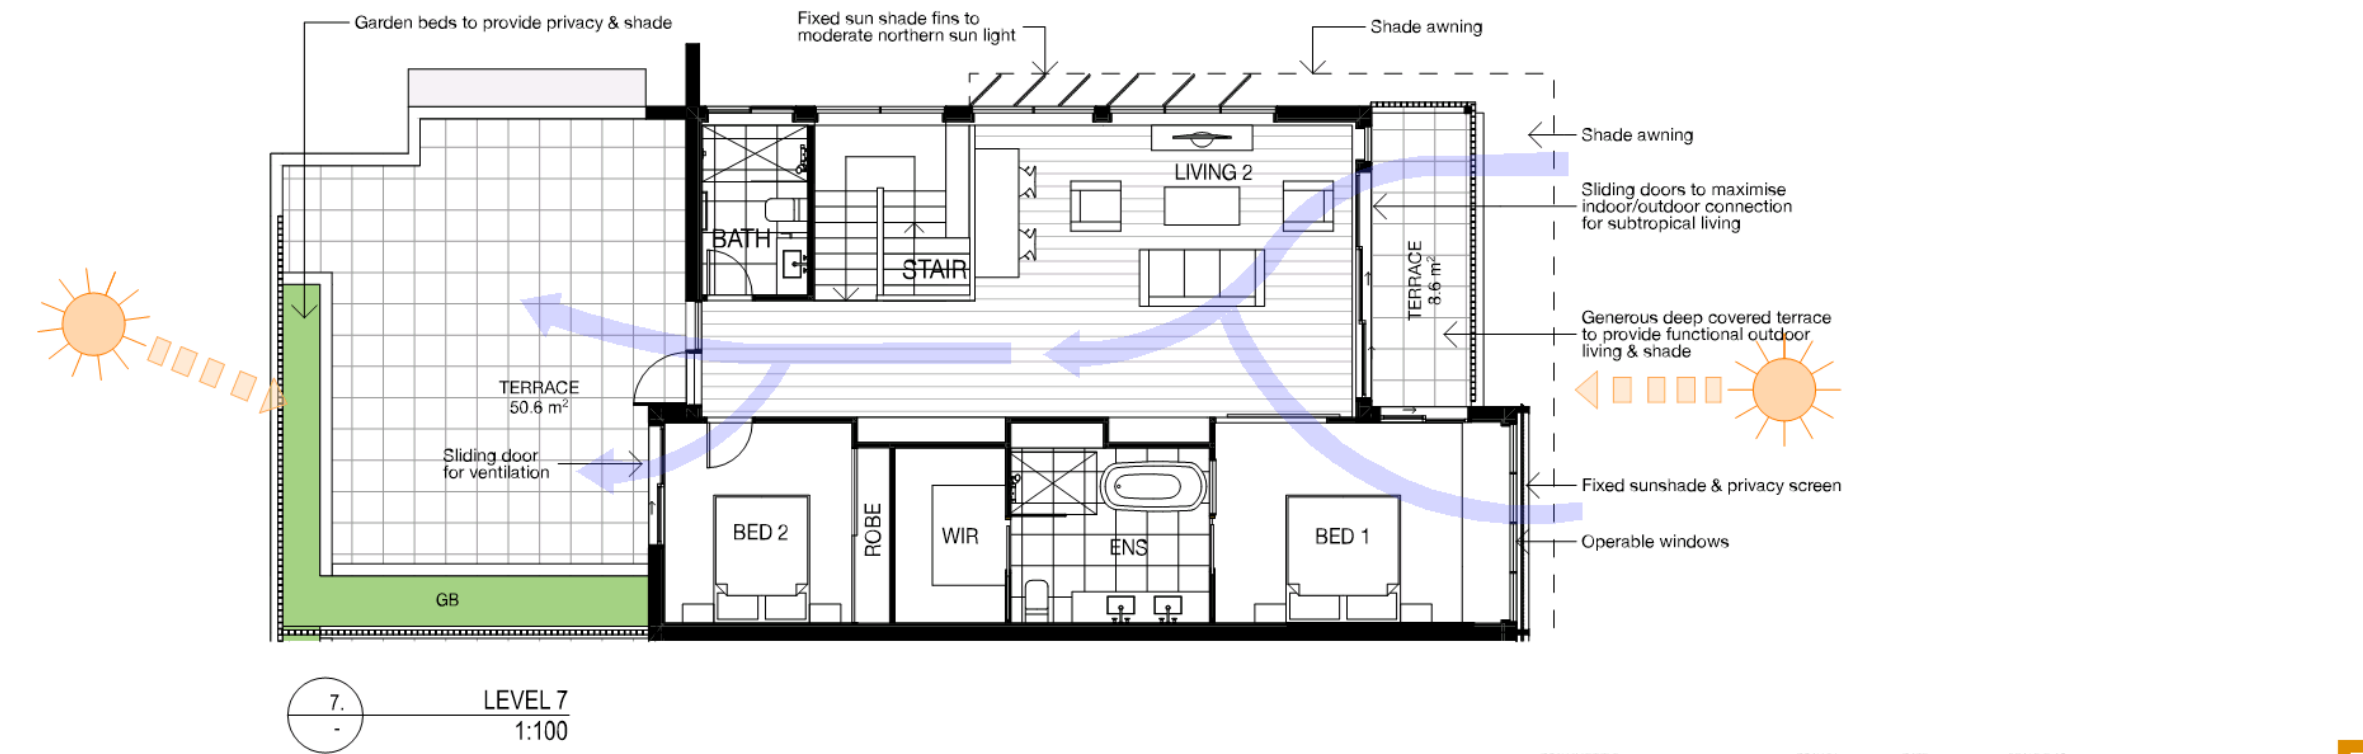 Garden beds to provide privacy & shade
Fixed sun shade fins to
moderate northern sun light
Shade awning
Shade awning
LIVING 2
Sliding doors to maximise
indoor/outdoor connection
for subtropical living
BATH
STAIR
TERRACE
8.6 m²
Generous deep covered terrace
to provide functional outdoor
living & shade
TERRACE
50.6 m²
Sliding door
for ventilation
Fixed sunshade & privacy screen
BED 2
ROBE
WIR
ENS
BED 1
Operable windows
GB
7.
-
LEVEL 7
1:100